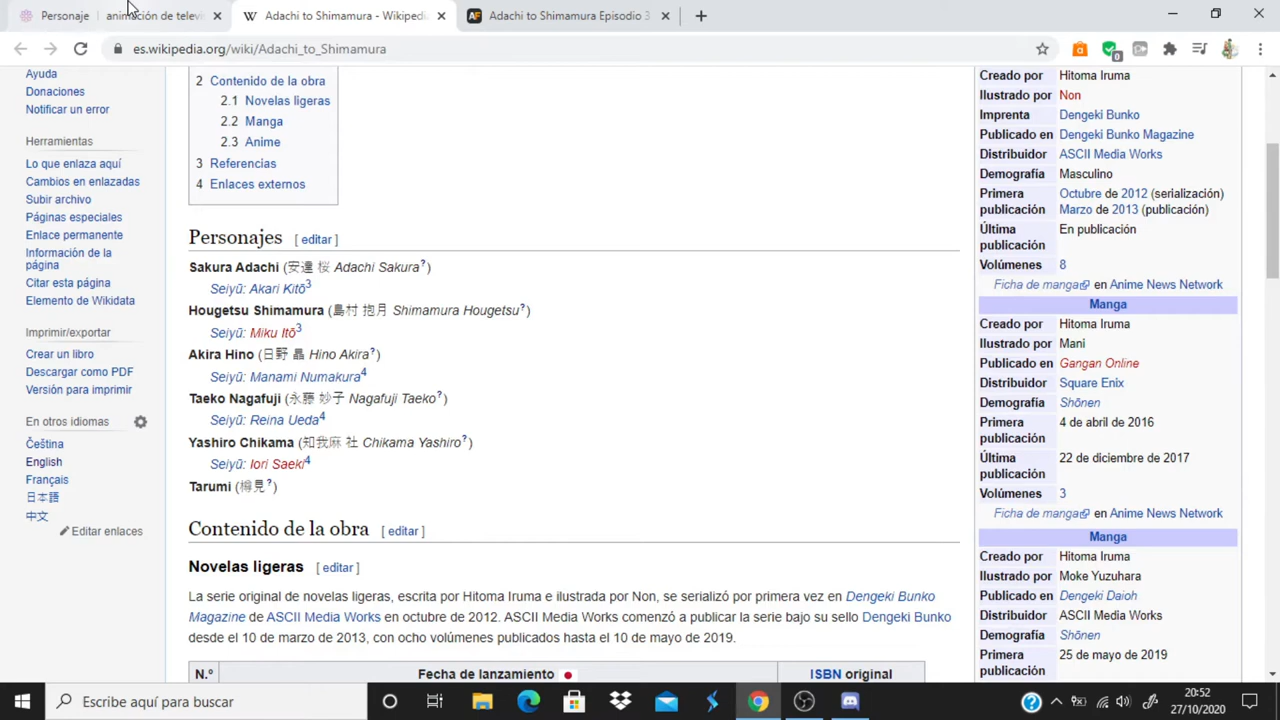 Personaje animación de televi
Adachi to Shimamura - Wikipedia
Adachi to Shimamura Episodio 3
es.wikipedia.org/wiki/Adachi_to_Shimamura
0
Ayuda
Donaciones
Notificar un error
Herramientas
Lo que enlaza aquí
Cambios en enlazadas
Subir archivo
Páginas especiales
Enlace permanente
Información de la
página
Citar esta página
Elemento de Wikidata
Imprimir/exportar
Crear un libro
Descargar como PDF
Versión para imprimir
En otros idiomas
Čeština
English
Français
日本語
中文
Editar enlaces
2 Contenido de la obra
2.1 Novelas ligeras
2.2 Manga
2.3 Anime
3 Referencias
4 Enlaces externos
Personajes [ editar ]
Sakura Adachi (安達 桜 Adachi Sakura?)
Seiyū: Akari Kitō3
Hougetsu Shimamura (島村 抱月 Shimamura Hougetsu?)
Seiyū: Miku Itō3
Akira Hino (日野 晶 Hino Akira?)
Seiyū: Manami Numakura4
Taeko Nagafuji (永藤 妙子 Nagafuji Taeko?)
Seiyū: Reina Ueda4
Yashiro Chikama (知我麻 社 Chikama Yashiro?)
Seiyū: Iori Saeki4
Tarumi (樽見?)
Contenido de la obra [ editar ]
Novelas ligeras [ editar ]
La serie original de novelas ligeras, escrita por Hitoma Iruma e ilustrada por Non, se serializó por primera vez en Dengeki Bunko
Magazine de ASCII Media Works en octubre de 2012. ASCII Media Works comenzó a publicar la serie bajo su sello Dengeki Bunko
desde el 10 de marzo de 2013, con ocho volúmenes publicados hasta el 10 de mayo de 2019.
N.º Fecha de lanzamiento ISBN original
Creado por Hitoma Iruma
Ilustrado por Non
Imprenta Dengeki Bunko
Publicado en Dengeki Bunko Magazine
Distribuidor ASCII Media Works
Demografía Masculino
Primera Octubre de 2012 (serialización)
publicación Marzo de 2013 (publicación)
Última En publicación
publicación
Volúmenes 8
Ficha de manga en Anime News Network
Manga
Creado por Hitoma Iruma
Ilustrado por Mani
Publicado en Gangan Online
Distribuidor Square Enix
Demografía Shōnen
Primera 4 de abril de 2016
publicación
Última 22 de diciembre de 2017
publicación
Volúmenes 3
Ficha de manga en Anime News Network
Manga
Creado por Hitoma Iruma
Ilustrado por Moke Yuzuhara
Publicado en Dengeki Daioh
Distribuidor ASCII Media Works
Demografía Shōnen
Primera 25 de mayo de 2019
publicación
Escribe aquí para buscar
20:52
27/10/2020